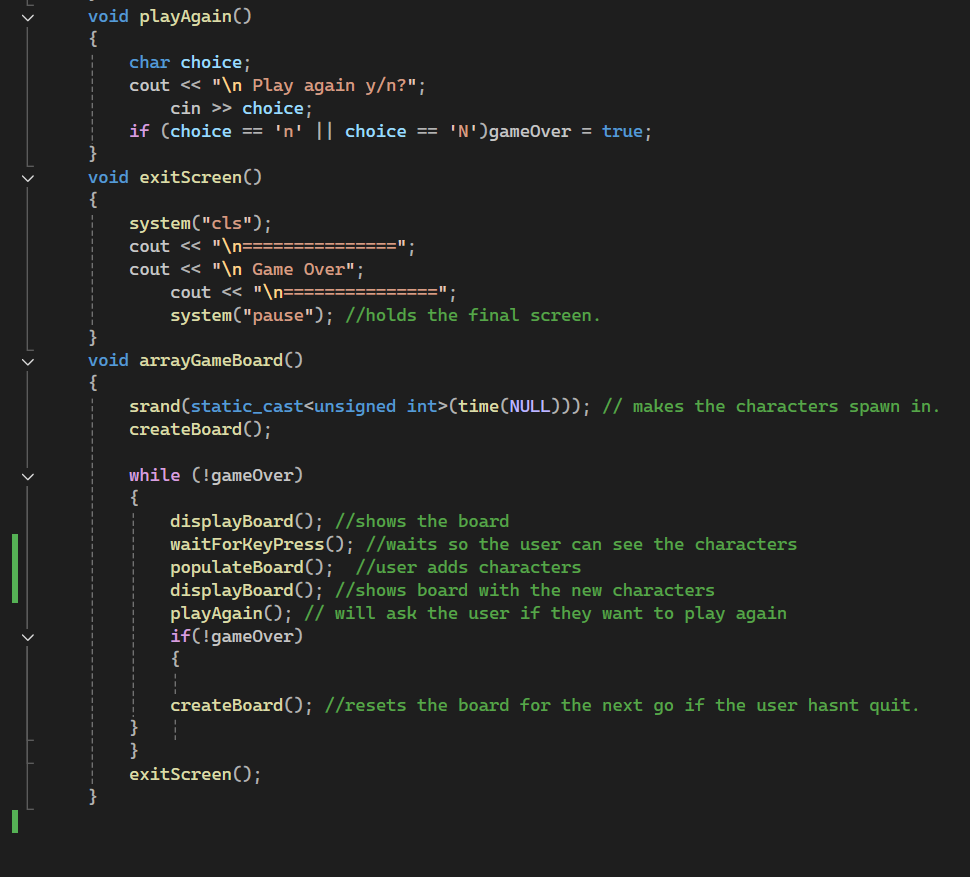 void playAgain()
{
    char choice;
    cout << "\n Play again y/n?";
        cin >> choice;
    if (choice == 'n' || choice == 'N')gameOver = true;
}
void exitScreen()
{
    system("cls");
    cout << "\n===============";
    cout << "\n Game Over";
        cout << "\n===============";
        system("pause"); //holds the final screen.
}
void arrayGameBoard()
{
    srand(static_cast<unsigned int>(time(NULL))); // makes the characters spawn in.
    createBoard();

    while (!gameOver)
    {
        displayBoard(); //shows the board
        waitForKeyPress(); //waits so the user can see the characters
        populateBoard();  //user adds characters
        displayBoard(); //shows board with the new characters
        playAgain(); // will ask the user if they want to play again
        if(!gameOver)
        {

        createBoard(); //resets the board for the next go if the user hasnt quit.
    }
    }
    exitScreen();
}